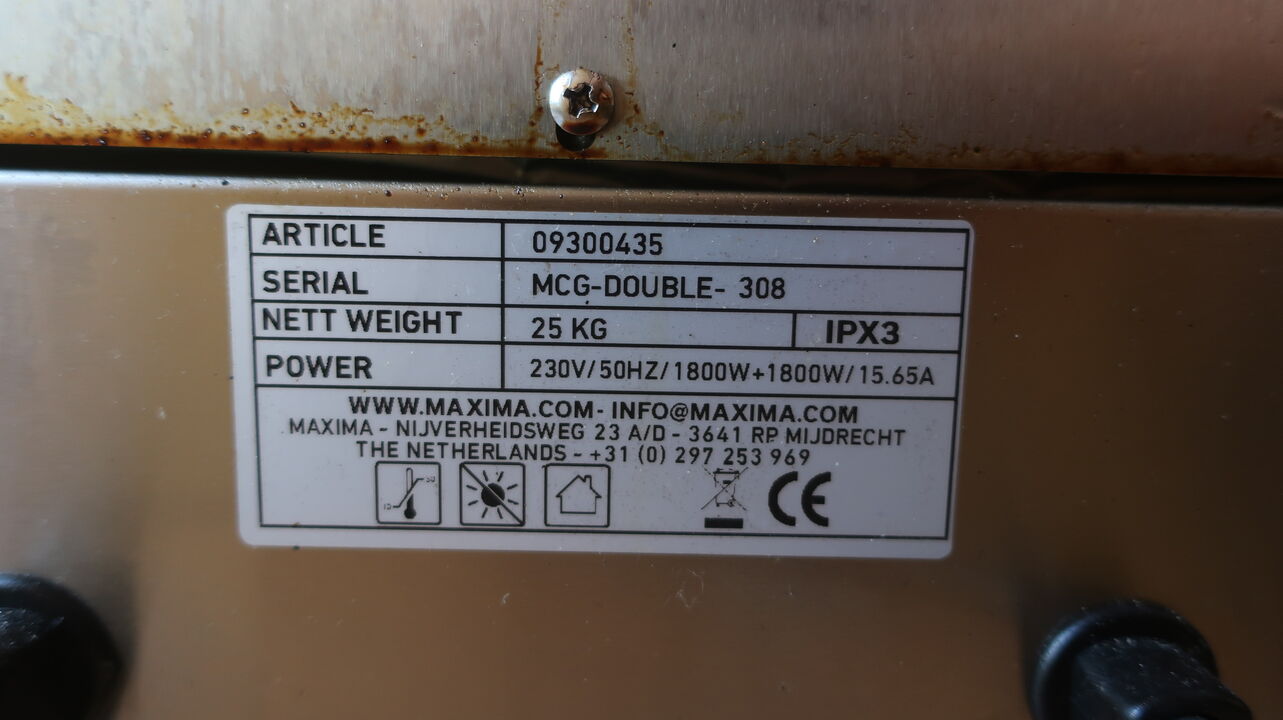 ARTICLE 09300435
SERIAL MCG-DOUBLE- 308
NETT WEIGHT 25 KG IPX3
POWER 230V/50HZ/1800W+1800W/15.65A
WWW.MAXIMA.COM- INFO@MAXIMA.COM
MAXIMA - NIJVERHEIDSWEG 23 A/D - 3641 RP MIJDRECHT
THE NETHERLANDS - +31 (0) 297 253 969
CE